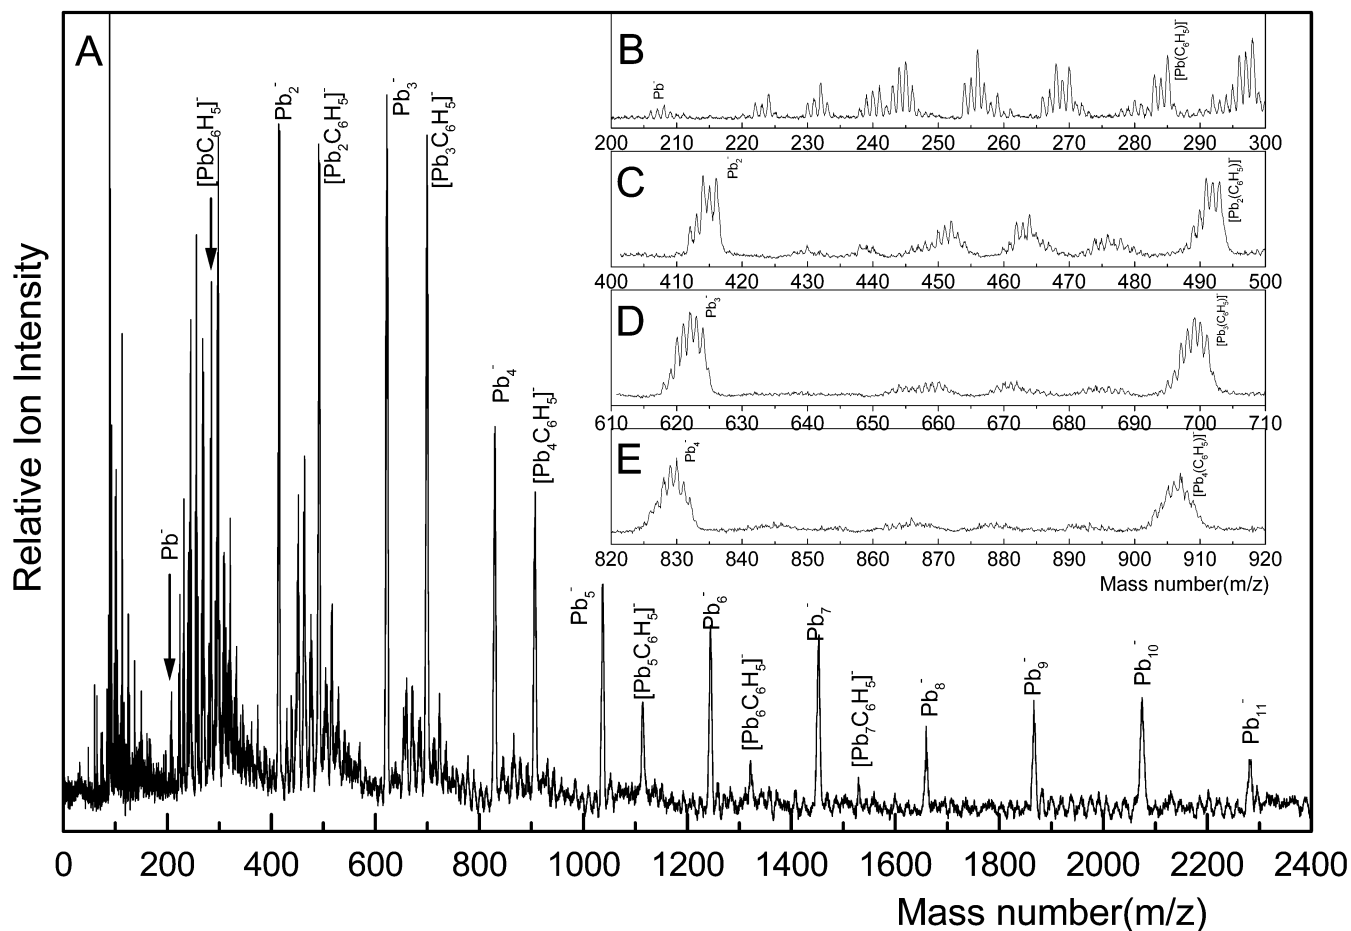 A
Relative Ion Intensity
Pb⁻
[PbC₆H₅]⁻
Pb₂⁻
[Pb₂C₆H₅]⁻
Pb₃⁻
[Pb₃C₆H₅]⁻
Pb₄⁻
[Pb₄C₆H₅]⁻
Pb₅⁻
[Pb₅C₆H₅]⁻
Pb₆⁻
[Pb₆C₆H₅]⁻
Pb₇⁻
[Pb₇C₆H₅]⁻
Pb₈⁻
Pb₉⁻
Pb₁₀⁻
Pb₁₁⁻
0 200 400 600 800 1000 1200 1400 1600 1800 2000 2200 2400
Mass number(m/z)
B
Pb⁻
[Pb(C₆H₅)]⁻
200 210 220 230 240 250 260 270 280 290 300
C
Pb₂⁻
[Pb₂(C₆H₅)]⁻
400 410 420 430 440 450 460 470 480 490 500
D
Pb₃⁻
[Pb₃(C₆H₅)]⁻
610 620 630 640 650 660 670 680 690 700 710
E
Pb₄⁻
[Pb₄(C₆H₅)]⁻
820 830 840 850 860 870 880 890 900 910 920
Mass number(m/z)